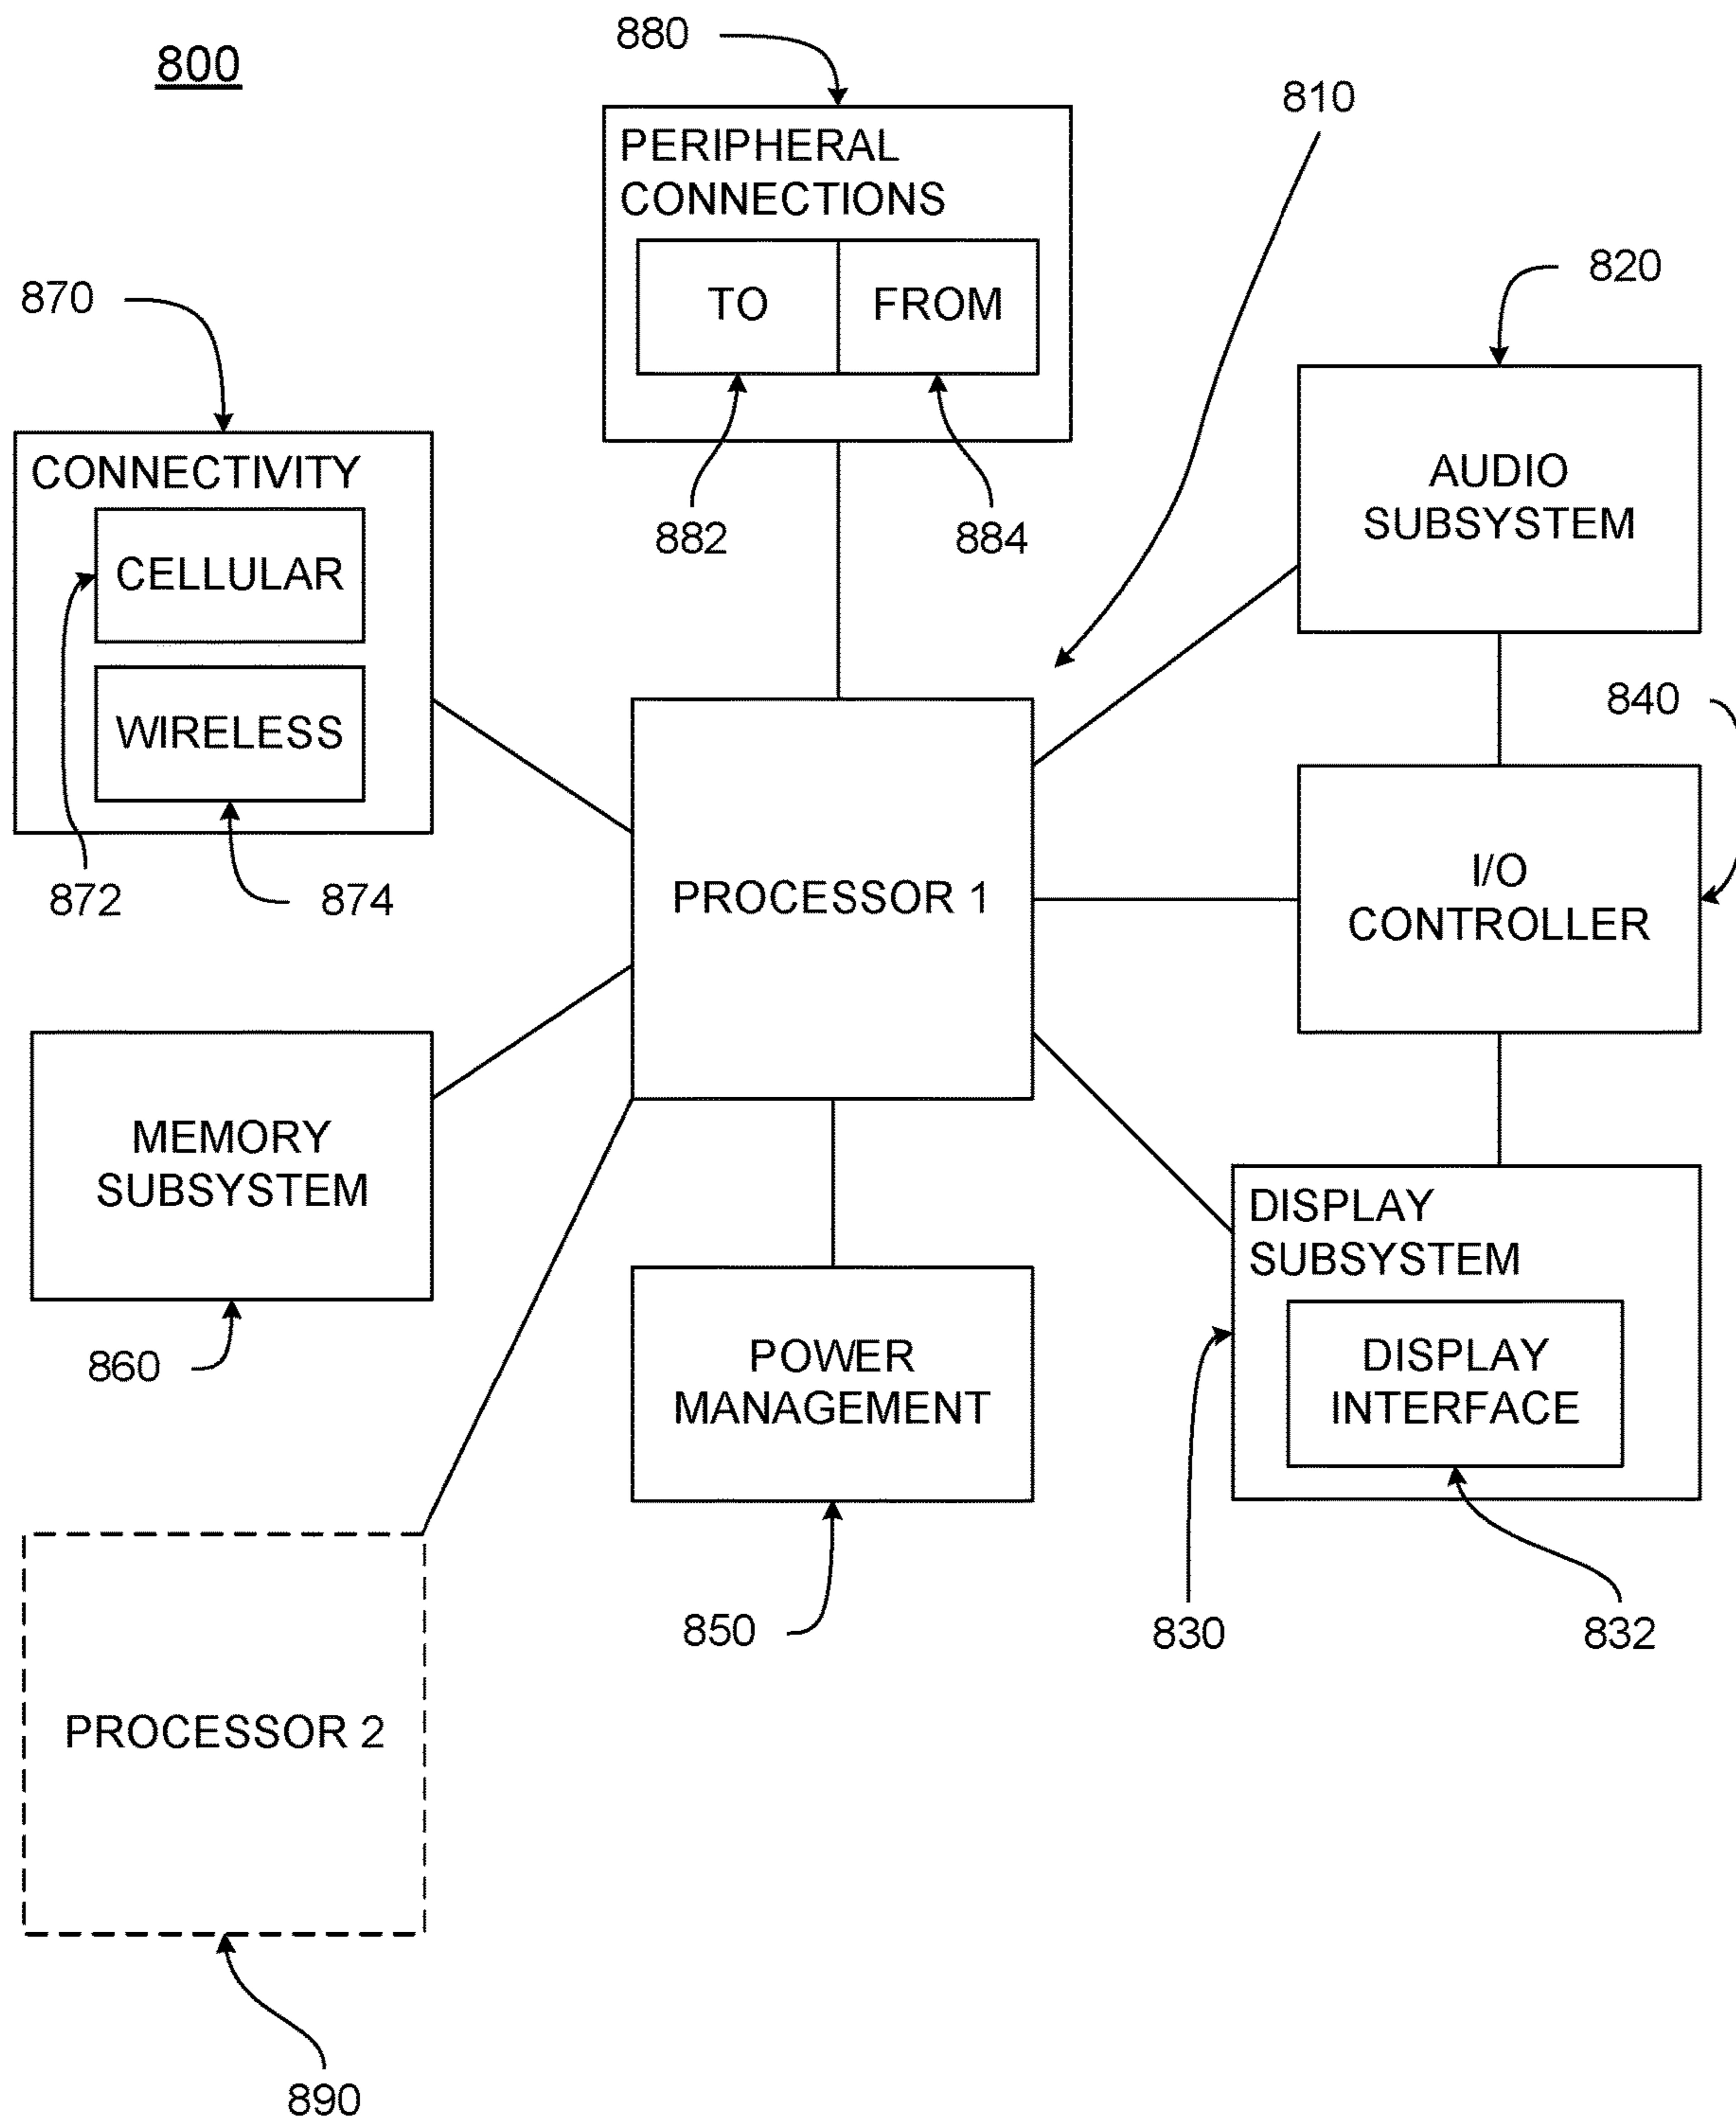 800
880
810
PERIPHERAL
CONNECTIONS
TO
FROM
882
884
820
AUDIO
SUBSYSTEM
870
CONNECTIVITY
CELLULAR
WIRELESS
872
874
PROCESSOR 1
840
I/O
CONTROLLER
MEMORY
SUBSYSTEM
860
POWER
MANAGEMENT
850
DISPLAY
SUBSYSTEM
DISPLAY
INTERFACE
830
832
PROCESSOR 2
890